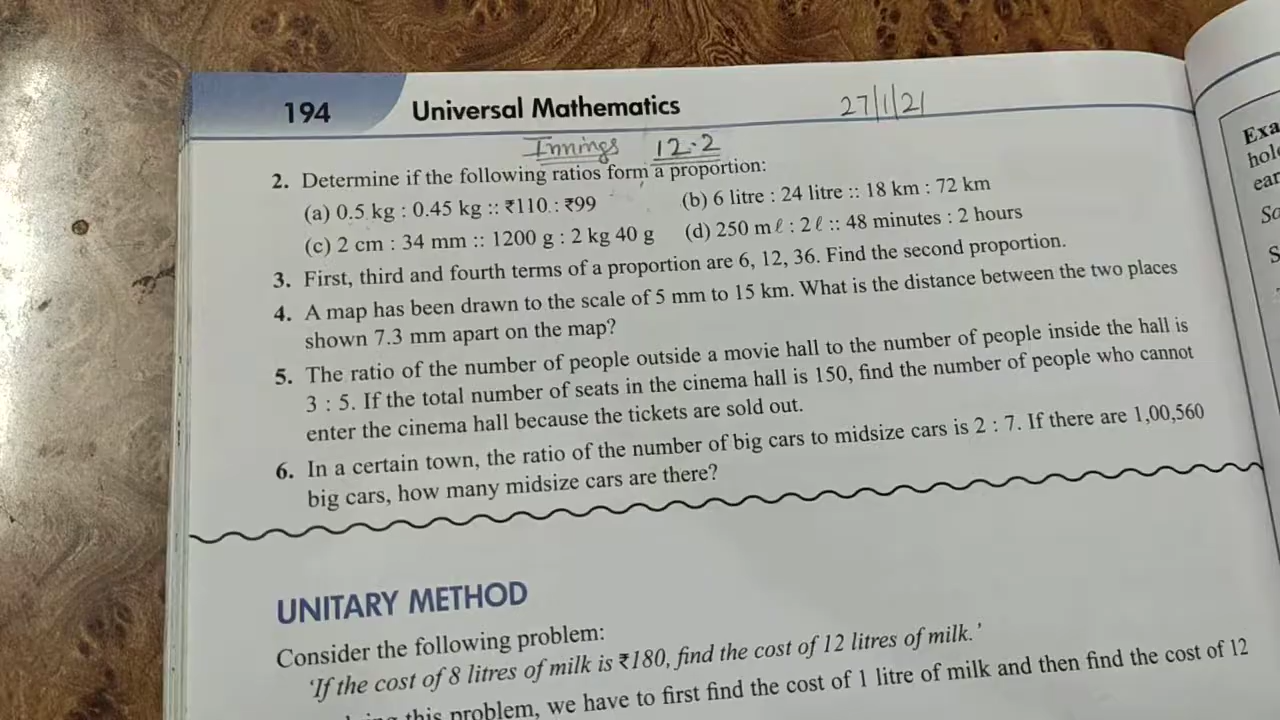 194 Universal Mathematics 27/1/21
Innings 12.2
2. Determine if the following ratios form a proportion:
(a) 0.5 kg : 0.45 kg :: ₹110 : ₹99 (b) 6 litre : 24 litre :: 18 km : 72 km
(c) 2 cm : 34 mm :: 1200 g : 2 kg 40 g (d) 250 mℓ : 2ℓ :: 48 minutes : 2 hours
3. First, third and fourth terms of a proportion are 6, 12, 36. Find the second proportion.
4. A map has been drawn to the scale of 5 mm to 15 km. What is the distance between the two places
shown 7.3 mm apart on the map?
5. The ratio of the number of people outside a movie hall to the number of people inside the hall is
3 : 5. If the total number of seats in the cinema hall is 150, find the number of people who cannot
enter the cinema hall because the tickets are sold out.
6. In a certain town, the ratio of the number of big cars to midsize cars is 2 : 7. If there are 1,00,560
big cars, how many midsize cars are there?
UNITARY METHOD
Consider the following problem:
'If the cost of 8 litres of milk is ₹180, find the cost of 12 litres of milk.'
this problem, we have to first find the cost of 1 litre of milk and then find the cost of 12
Exa
hol
ear
So
S